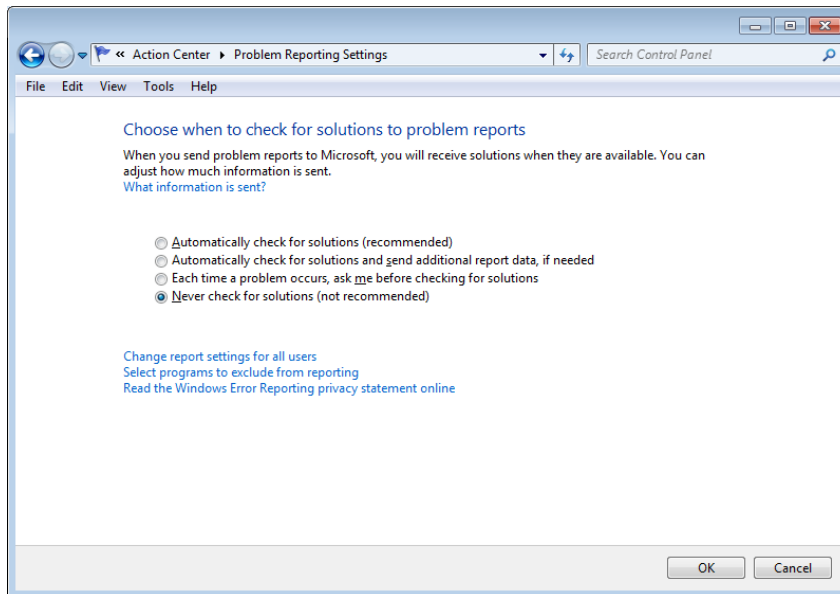 « Action Center ▸ Problem Reporting Settings
Search Control Panel
File Edit View Tools Help
Choose when to check for solutions to problem reports
When you send problem reports to Microsoft, you will receive solutions when they are available. You can
adjust how much information is sent.
What information is sent?
Automatically check for solutions (recommended)
Automatically check for solutions and send additional report data, if needed
Each time a problem occurs, ask me before checking for solutions
Never check for solutions (not recommended)
Change report settings for all users
Select programs to exclude from reporting
Read the Windows Error Reporting privacy statement online
OK Cancel